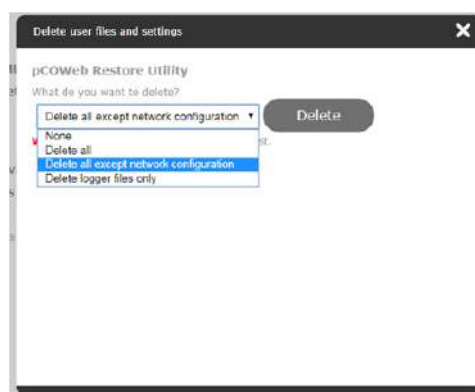 Delete user files and settings
pCOWeb Restore Utility
What do you want to delete?
Delete all except network configuration
Delete
None
Delete all
Delete all except network configuration
Delete logger files only